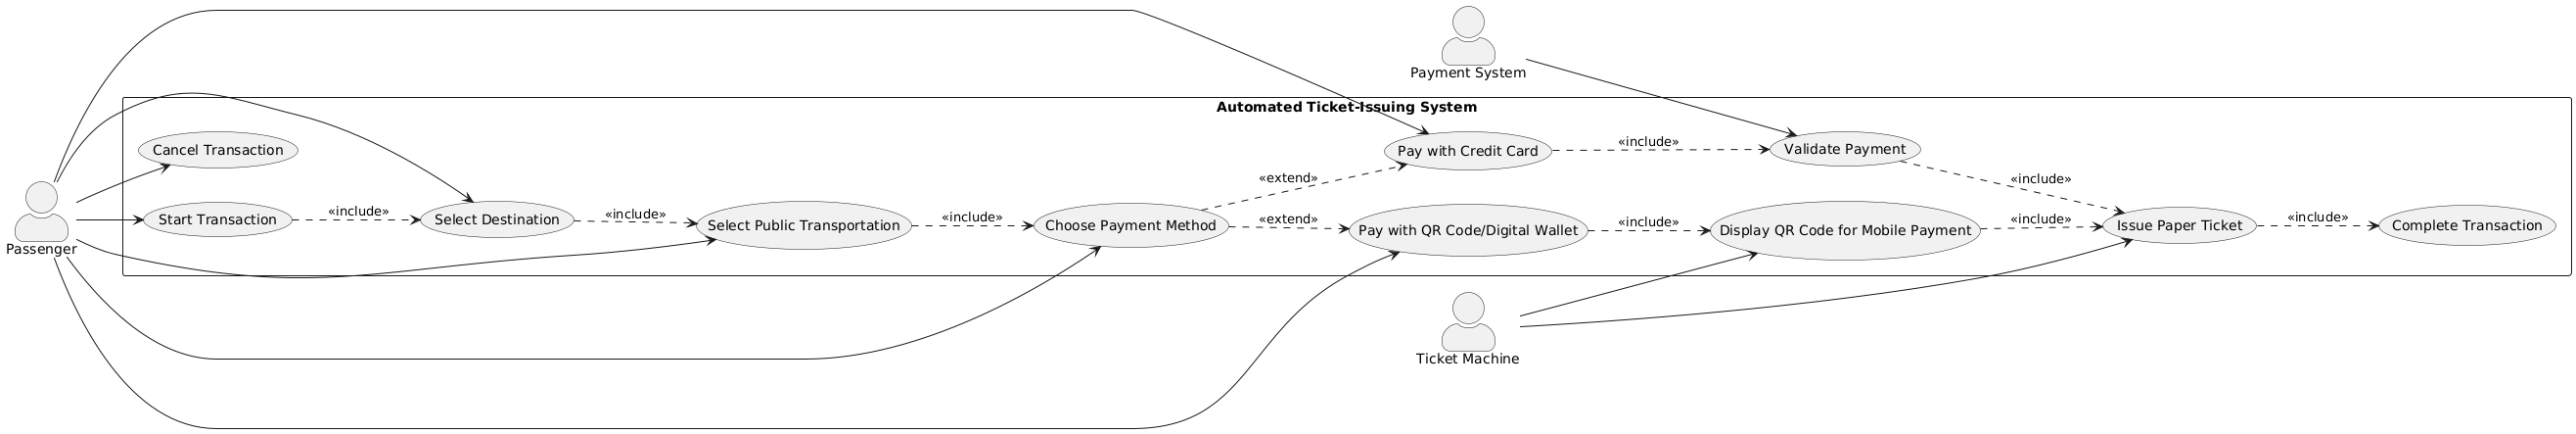 Payment System
Automated Ticket-Issuing System
Cancel Transaction
Pay with Credit Card
«include»
Validate Payment
«extend»
«include»
Passenger
Start Transaction
«include»
Select Destination
«include»
Select Public Transportation
«include»
Choose Payment Method
«extend»
Pay with QR Code/Digital Wallet
«include»
Display QR Code for Mobile Payment
«include»
Issue Paper Ticket
«include»
Complete Transaction
Ticket Machine